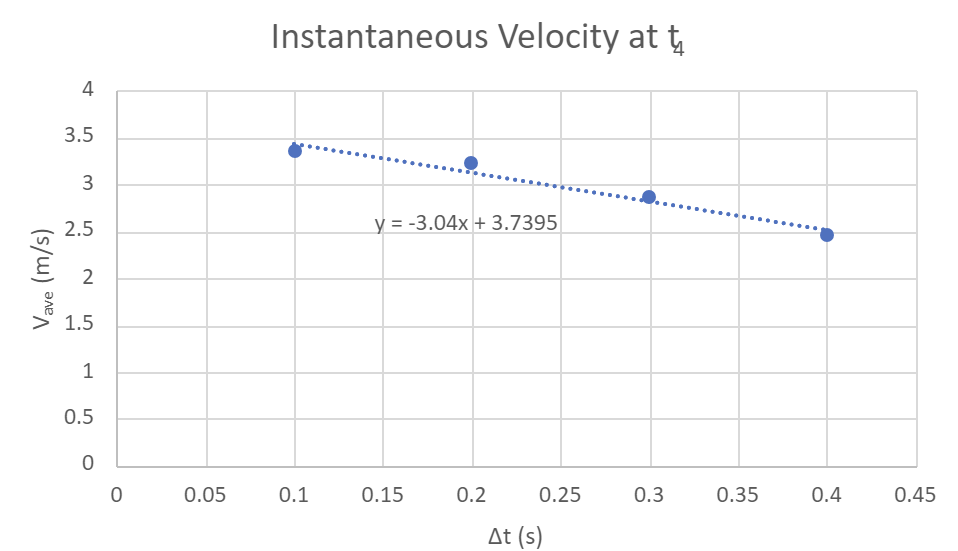 Instantaneous Velocity at t₄
4
3.5
3
2.5
2
1.5
1
0.5
0
Vₐᵥₑ (m/s)
y = -3.04x + 3.7395
0 0.05 0.1 0.15 0.2 0.25 0.3 0.35 0.4 0.45
Δt (s)